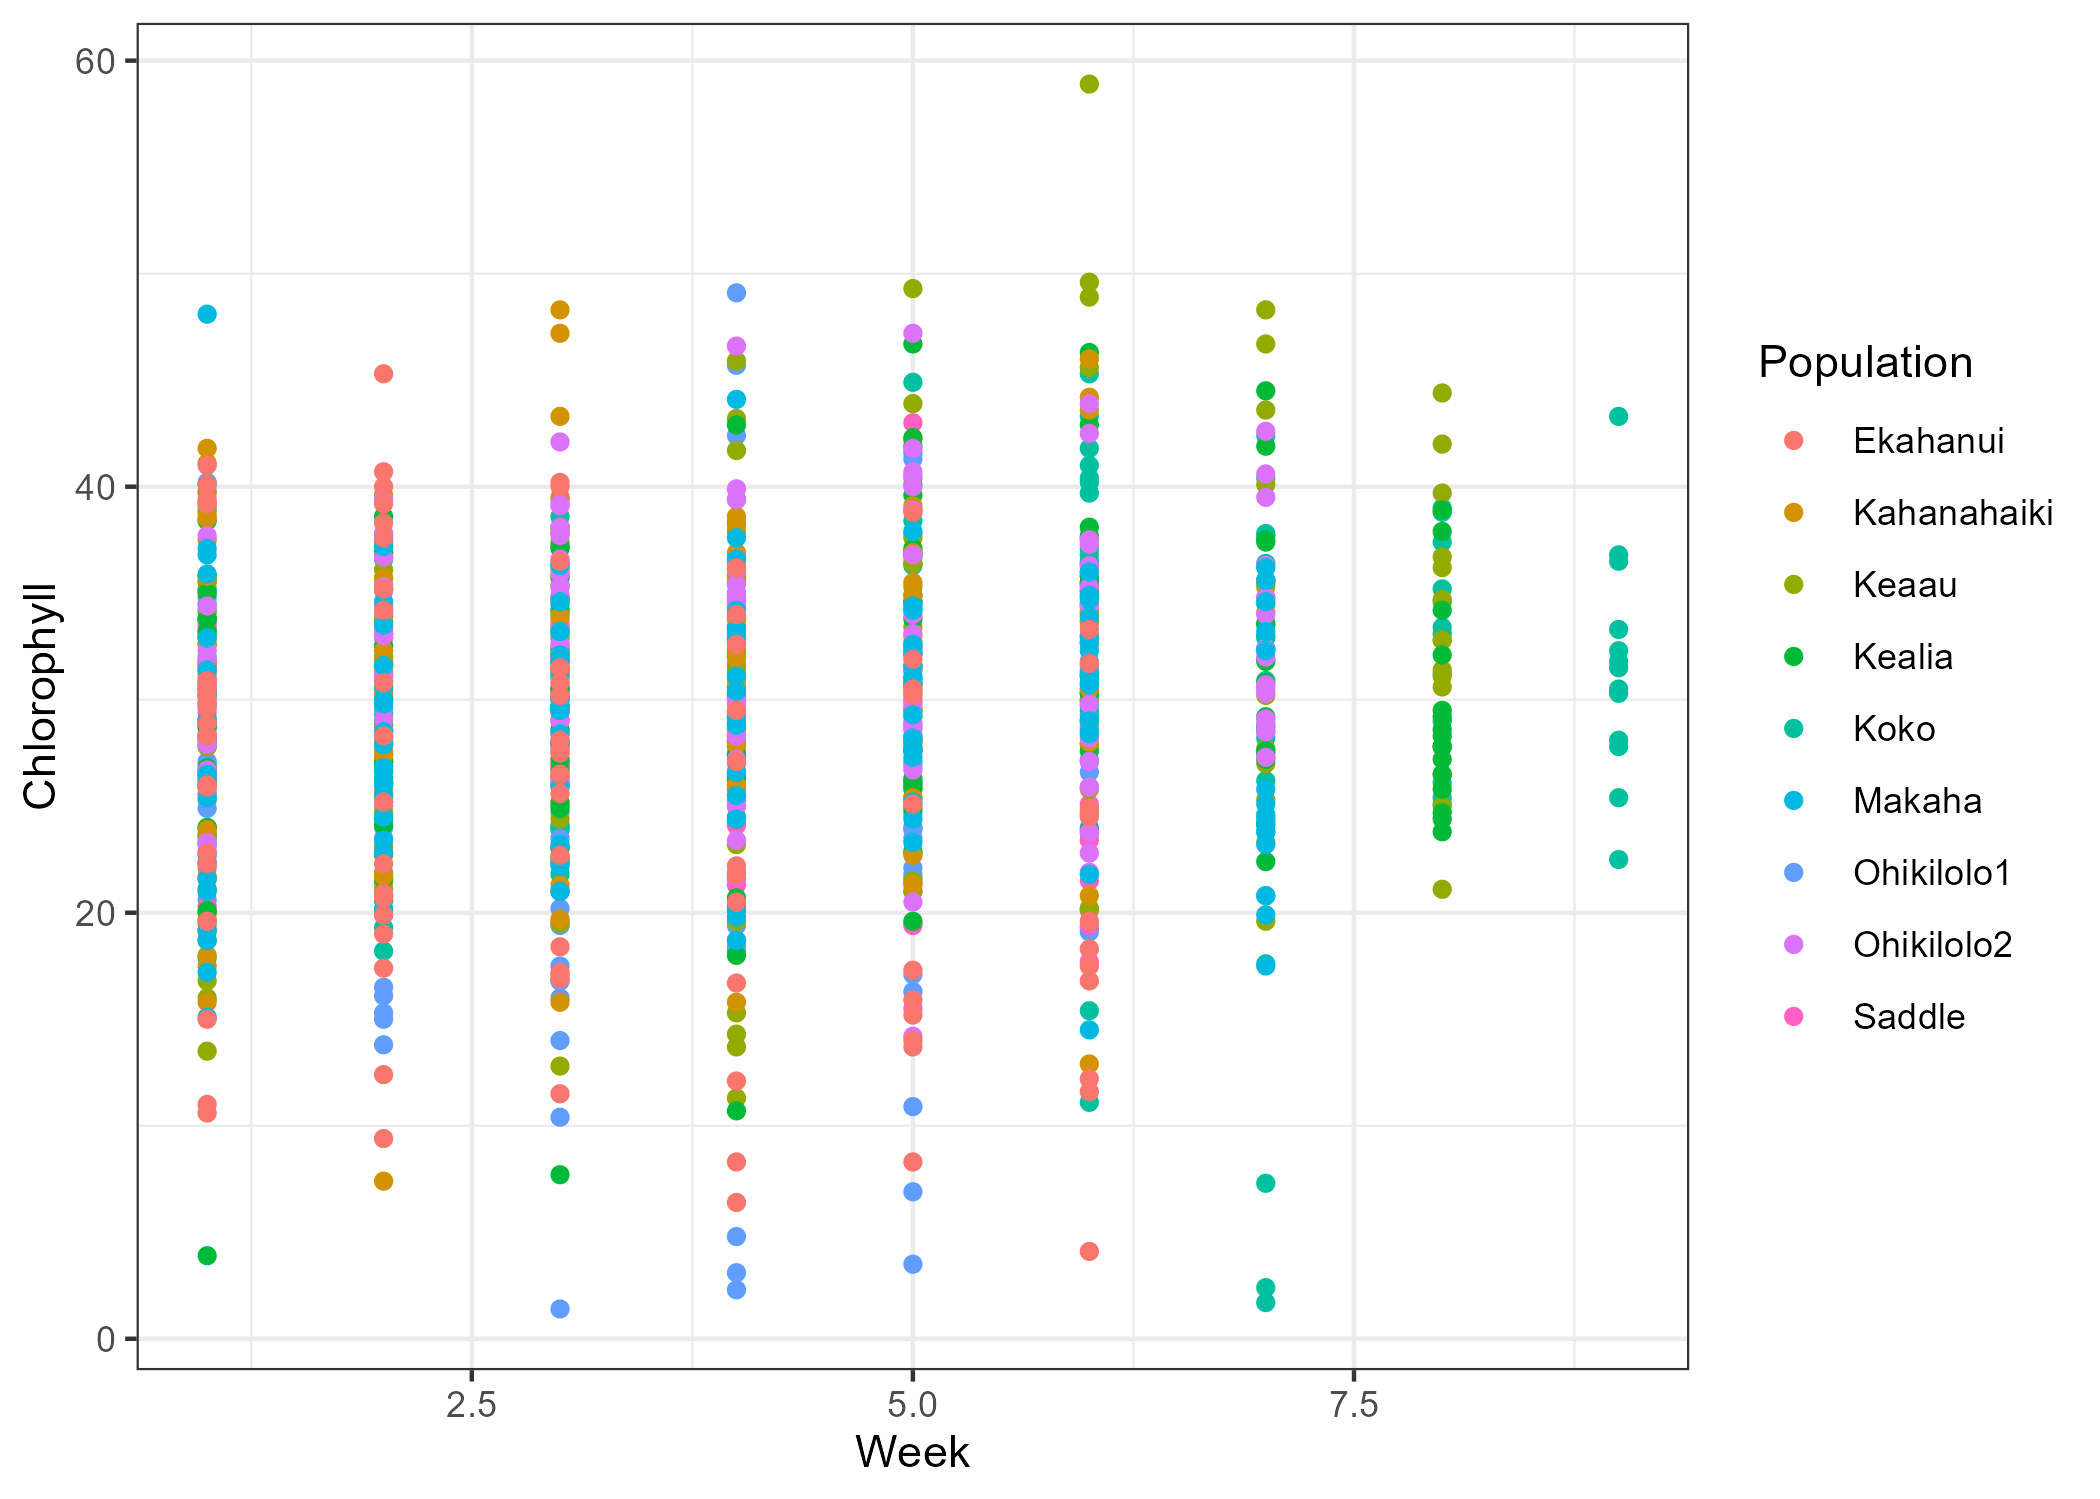 60
40
20
0
Chlorophyll
2.5
5.0
7.5
Week
Population
Ekahanui
Kahanahaiki
Keaau
Kealia
Koko
Makaha
Ohikilolo1
Ohikilolo2
Saddle